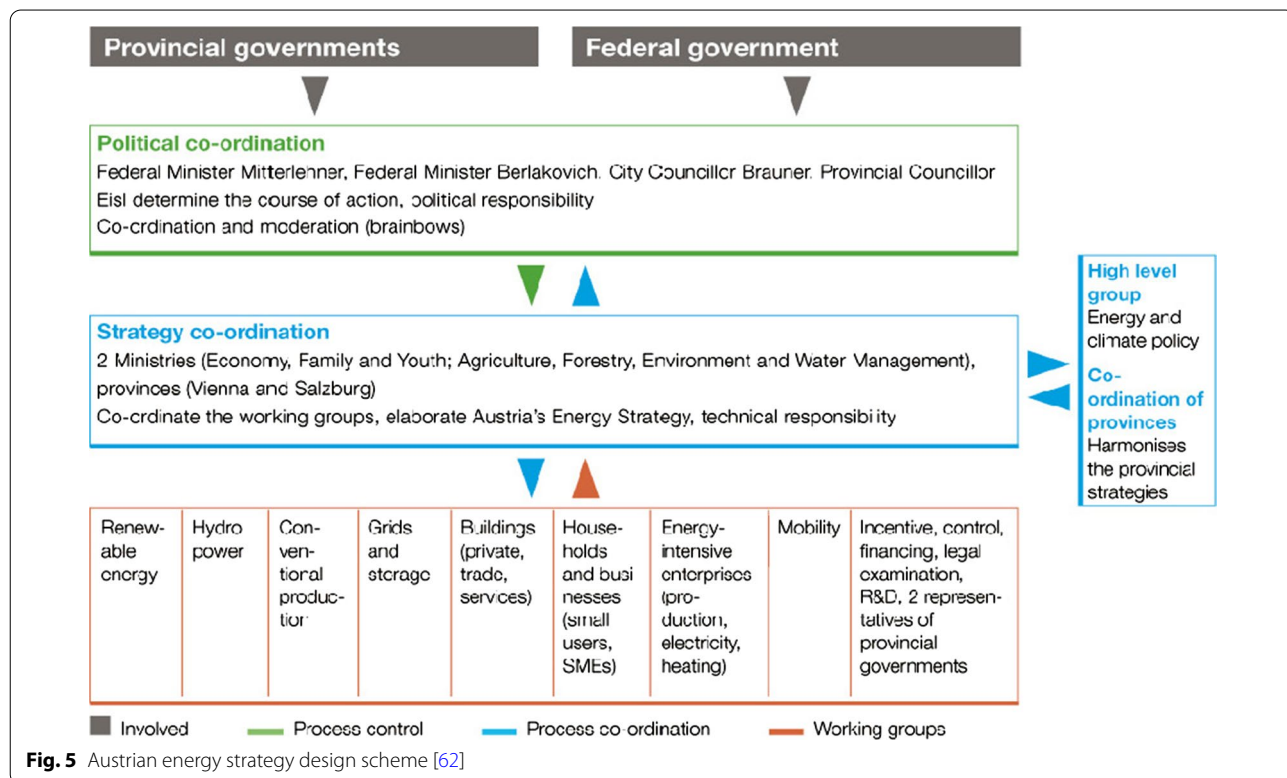 Provincial governments
Federal government
Political co-ordination
Federal Minister Mitterlehner, Federal Minister Berlakovich. City Councillor Brauner. Provincial Councillor
Eisl determine the course of action, political responsibility
Co-ordination and moderation (brainbows)
Strategy co-ordination
2 Ministries (Economy, Family and Youth; Agriculture, Forestry, Environment and Water Management),
provinces (Vienna and Salzburg)
Co-ordinate the working groups, elaborate Austria's Energy Strategy, technical responsibility
High level
group
Energy and
climate policy
Co-
ordination of
provinces
Harmonises
the provincial
strategies
Renew-
able
energy
Hydro
power
Con-
ven-
tional
produc-
tion
Grids
and
storage
Buildings
(private,
trade,
services)
House-
holds
and busi
nesses
(small
users,
SMEs)
Energy-
intensive
enterprises
(pro-
duction,
electricity,
heating)
Mobility
Incentive, control,
financing, legal
examination,
R&D, 2 represen-
tatives of
provincial
governments
Involved
Process control
Process co-ordination
Working groups
Fig. 5 Austrian energy strategy design scheme [62]